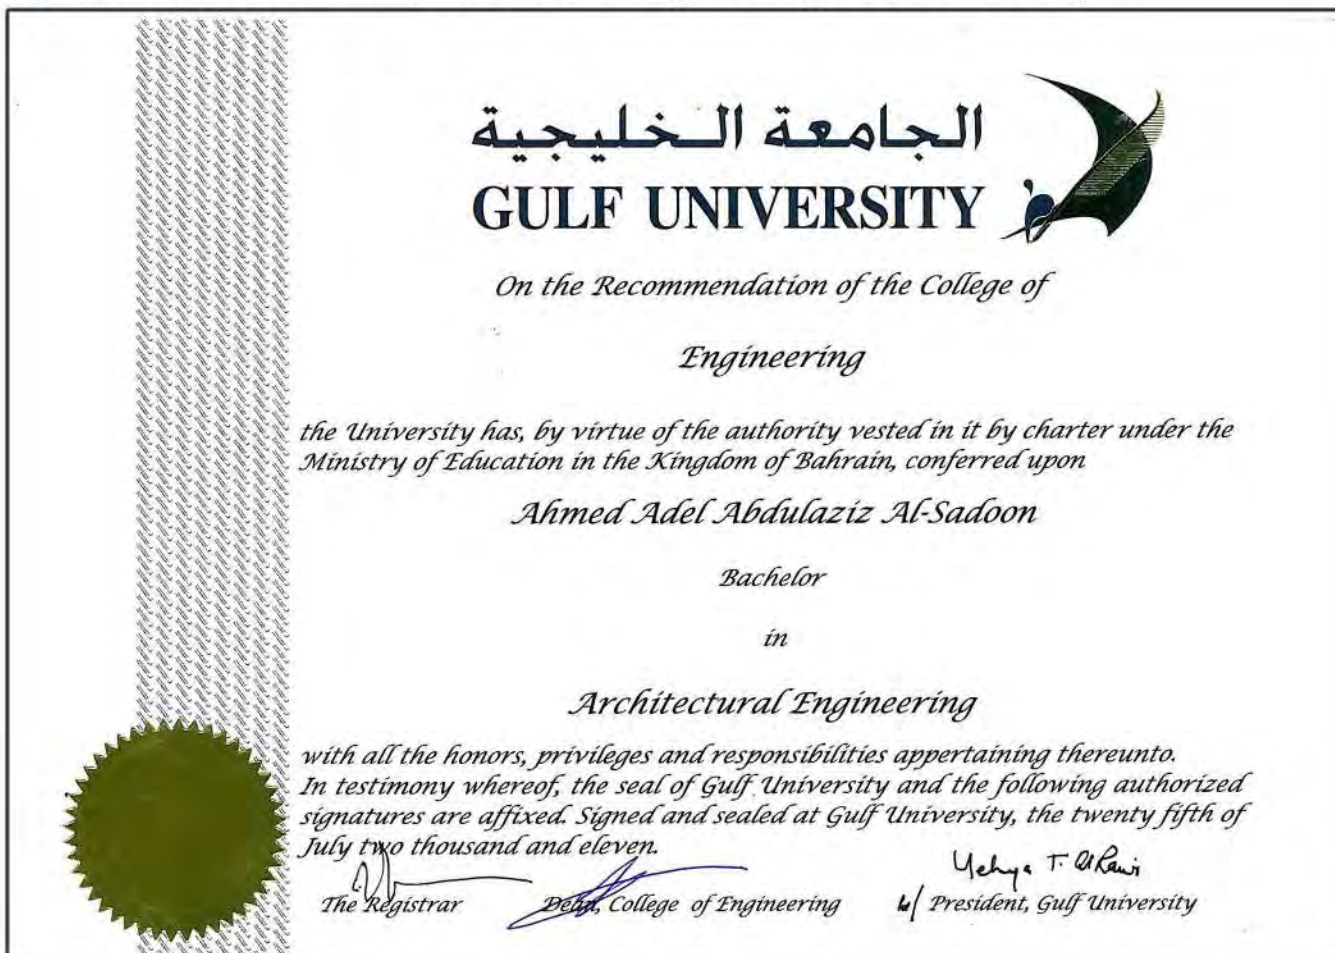 الجامعة الخليجية
GULF UNIVERSITY
On the Recommendation of the College of
Engineering
the University has, by virtue of the authority vested in it by charter under the
Ministry of Education in the Kingdom of Bahrain, conferred upon
Ahmed Adel Abdulaziz Al-Sadoon
Bachelor
in
Architectural Engineering
with all the honors, privileges and responsibilities appertaining thereunto.
In testimony whereof, the seal of Gulf University and the following authorized
signatures are affixed. Signed and sealed at Gulf University, the twenty fifth of
July two thousand and eleven.
The Registrar Dean, College of Engineering President, Gulf University